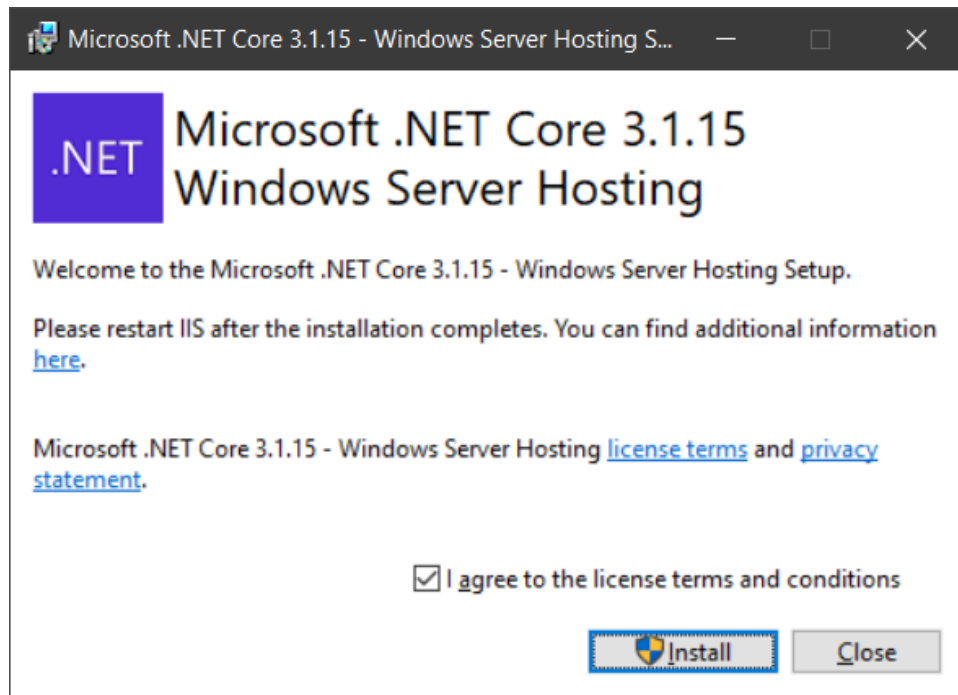 Microsoft .NET Core 3.1.15 - Windows Server Hosting S...
.NET
Microsoft .NET Core 3.1.15
Windows Server Hosting
Welcome to the Microsoft .NET Core 3.1.15 - Windows Server Hosting Setup.
Please restart IIS after the installation completes. You can find additional information
here.
Microsoft .NET Core 3.1.15 - Windows Server Hosting license terms and privacy
statement.
I agree to the license terms and conditions
Install
Close